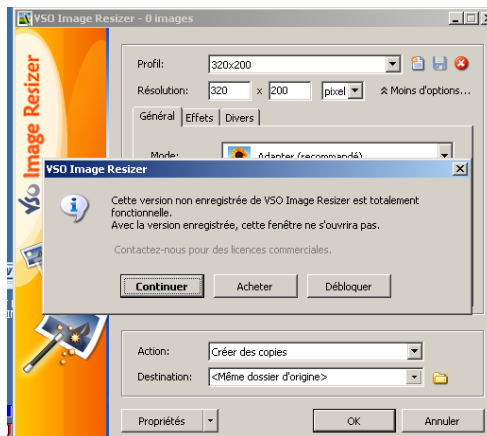 VSO Image Resizer - 0 images
VSO Image Resizer
Profil: 320x200
Résolution: 320 x 200 pixel Moins d'options...
Général Effets Divers
Mode: Adapter (recommandé)
VSO Image Resizer
Cette version non enregistrée de VSO Image Resizer est totalement
fonctionnelle.
Avec la version enregistrée, cette fenêtre ne s'ouvrira pas.
Contactez-nous pour des licences commerciales.
Continuer Acheter Débloquer
Action: Créer des copies
Destination: <Même dossier d'origine>
Propriétés OK Annuler